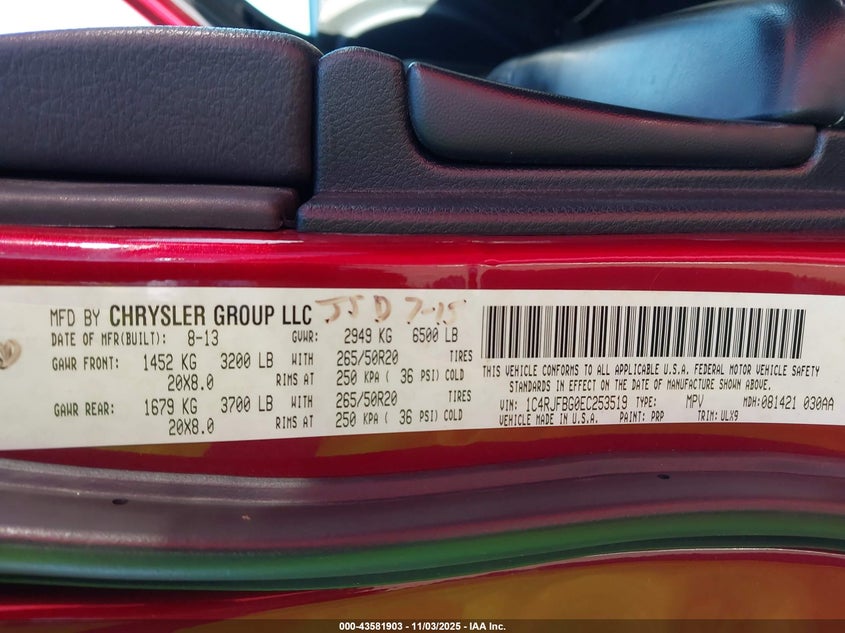 MFD BY CHRYSLER GROUP LLC JSD 7-15
DATE OF MFR(BUILT): 8-13 GVWR: 2949 KG 6500 LB
GAWR FRONT: 1452 KG 3200 LB WITH 265/50R20 TIRES
20X8.0 RIMS AT 250 KPA ( 36 PSI) COLD
GAWR REAR: 1679 KG 3700 LB WITH 265/50R20 TIRES
20X8.0 RIMS AT 250 KPA ( 36 PSI) COLD
THIS VEHICLE CONFORMS TO ALL APPLICABLE U.S.A. FEDERAL MOTOR VEHICLE SAFETY
STANDARDS IN EFFECT ON THE DATE OF MANUFACTURE SHOWN ABOVE.
VIN: 1C4RJFBG0EC253519 TYPE: MPV MDH: 081421 030AA
VEHICLE MADE IN U.S.A. PAINT: PRP TRIM: ULX9
000-43581903 - 11/03/2025 - IAA Inc.